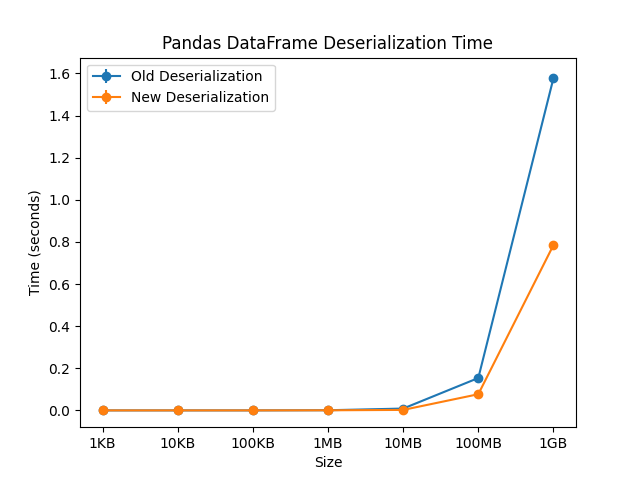 Pandas DataFrame Deserialization Time
Old Deserialization
New Deserialization
Time (seconds)
1.6
1.4
1.2
1.0
0.8
0.6
0.4
0.2
0.0
1KB 10KB 100KB 1MB 10MB 100MB 1GB
Size